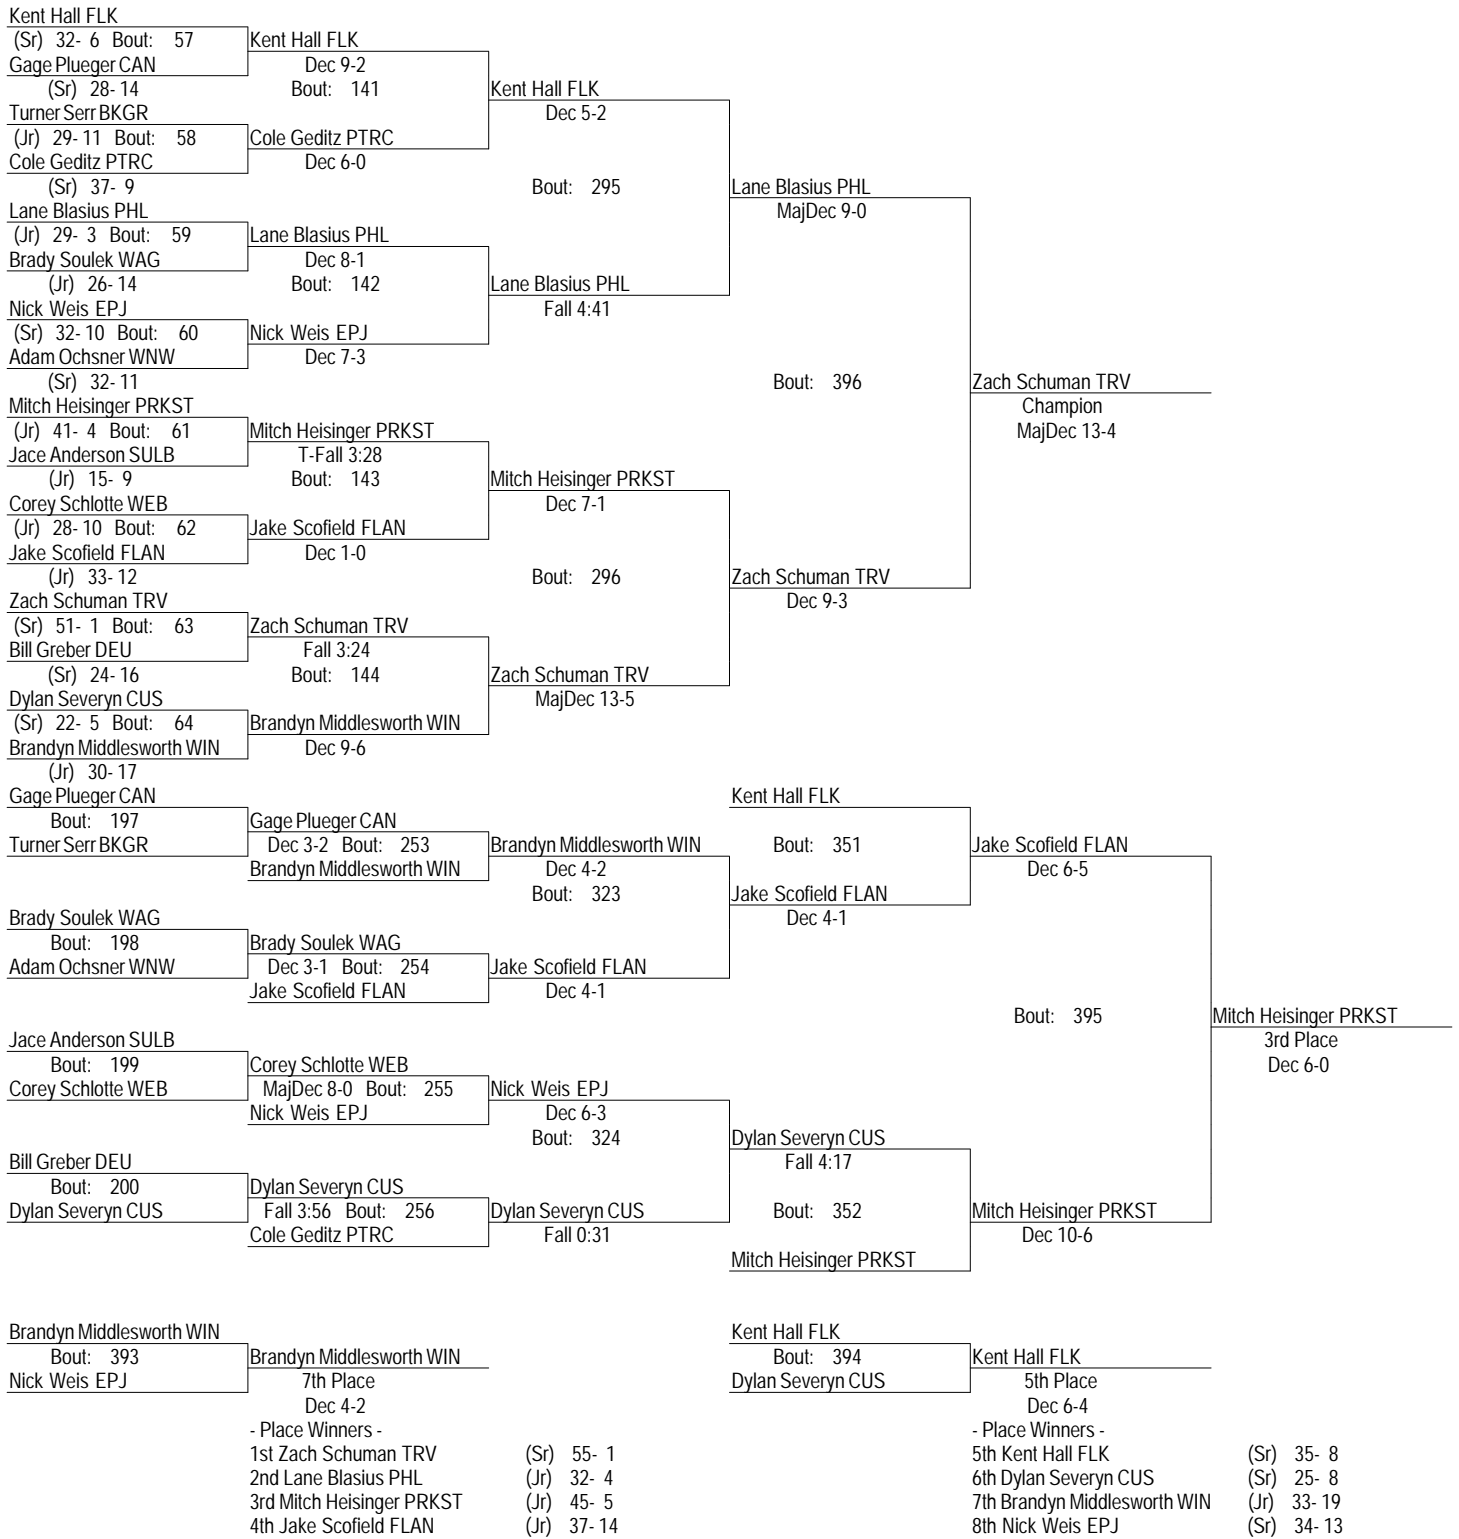 Kent Hall FLK
(Sr) 32- 6 Bout: 57 Kent Hall FLK
Gage Plueger CAN Dec 9-2
(Sr) 28- 14 Bout: 141 Kent Hall FLK
Turner Serr BKGR Dec 5-2
(Jr) 29- 11 Bout: 58 Cole Geditz PTRC
Cole Geditz PTRC Dec 6-0
(Sr) 37- 9 Bout: 295 Lane Blasius PHL
Lane Blasius PHL MajDec 9-0
(Jr) 29- 3 Bout: 59 Lane Blasius PHL
Brady Soulek WAG Dec 8-1
(Jr) 26- 14 Bout: 142 Lane Blasius PHL
Nick Weis EPJ Fall 4:41
(Sr) 32- 10 Bout: 60 Nick Weis EPJ
Adam Ochsner WNW Dec 7-3
(Sr) 32- 11 Bout: 396 Zach Schuman TRV
Mitch Heisinger PRKST Champion
(Jr) 41- 4 Bout: 61 Mitch Heisinger PRKST MajDec 13-4
Jace Anderson SULB T-Fall 3:28
(Jr) 15- 9 Bout: 143 Mitch Heisinger PRKST
Corey Schlotte WEB Dec 7-1
(Jr) 28- 10 Bout: 62 Jake Scofield FLAN
Jake Scofield FLAN Dec 1-0
(Jr) 33- 12 Bout: 296 Zach Schuman TRV
Zach Schuman TRV Dec 9-3
(Sr) 51- 1 Bout: 63 Zach Schuman TRV
Bill Greber DEU Fall 3:24
(Sr) 24- 16 Bout: 144 Zach Schuman TRV
Dylan Severyn CUS MajDec 13-5
(Sr) 22- 5 Bout: 64 Brandyn Middlesworth WIN
Brandyn Middlesworth WIN Dec 9-6
(Jr) 30- 17
Gage Plueger CAN Kent Hall FLK
Bout: 197 Gage Plueger CAN
Turner Serr BKGR Dec 3-2 Bout: 253 Brandyn Middlesworth WIN Bout: 351 Jake Scofield FLAN
Brandyn Middlesworth WIN Dec 4-2 Dec 6-5
Bout: 323 Jake Scofield FLAN
Brady Soulek WAG Dec 4-1
Bout: 198 Brady Soulek WAG
Adam Ochsner WNW Dec 3-1 Bout: 254 Jake Scofield FLAN
Jake Scofield FLAN Dec 4-1
Bout: 395 Mitch Heisinger PRKST
Jace Anderson SULB 3rd Place
Bout: 199 Corey Schlotte WEB Dec 6-0
Corey Schlotte WEB MajDec 8-0 Bout: 255 Nick Weis EPJ
Nick Weis EPJ Dec 6-3
Bout: 324 Dylan Severyn CUS
Bill Greber DEU Fall 4:17
Bout: 200 Dylan Severyn CUS
Dylan Severyn CUS Fall 3:56 Bout: 256 Dylan Severyn CUS Bout: 352 Mitch Heisinger PRKST
Cole Geditz PTRC Fall 0:31 Dec 10-6
Mitch Heisinger PRKST
Brandyn Middlesworth WIN Kent Hall FLK
Bout: 393 Brandyn Middlesworth WIN Bout: 394 Kent Hall FLK
Nick Weis EPJ 7th Place Dylan Severyn CUS 5th Place
Dec 4-2 Dec 6-4
- Place Winners - - Place Winners -
1st Zach Schuman TRV (Sr) 55- 1 5th Kent Hall FLK (Sr) 35- 8
2nd Lane Blasius PHL (Jr) 32- 4 6th Dylan Severyn CUS (Sr) 25- 8
3rd Mitch Heisinger PRKST (Jr) 45- 5 7th Brandyn Middlesworth WIN (Jr) 33- 19
4th Jake Scofield FLAN (Jr) 37- 14 8th Nick Weis EPJ (Sr) 34- 13